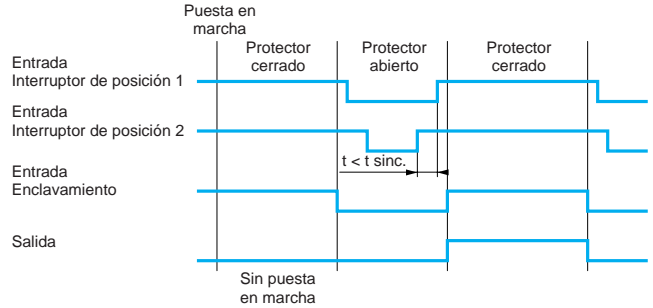 Puesta en
marcha
Protector
cerrado
Protector
abierto
Protector
cerrado
Entrada
Interruptor de posición 1
Entrada
Interruptor de posición 2
t < t sinc.
Entrada
Enclavamiento
Salida
Sin puesta
en marcha